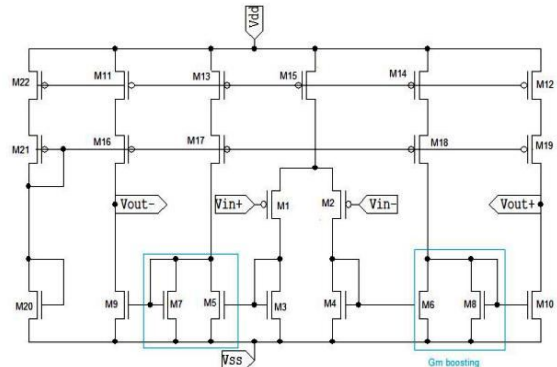 Vdd
M22
M11
M13
M15
M14
M12
M21
M16
M17
M18
M19
Vout-
Vin+
M1
M2
Vin-
Vout+
M20
M9
M7
M5
M3
M4
M6
M8
M10
Vss
Gm boosting